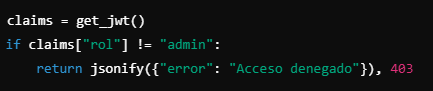 claims = get_jwt()
if claims["rol"] != "admin":
    return jsonify({"error": "Acceso denegado"}), 403